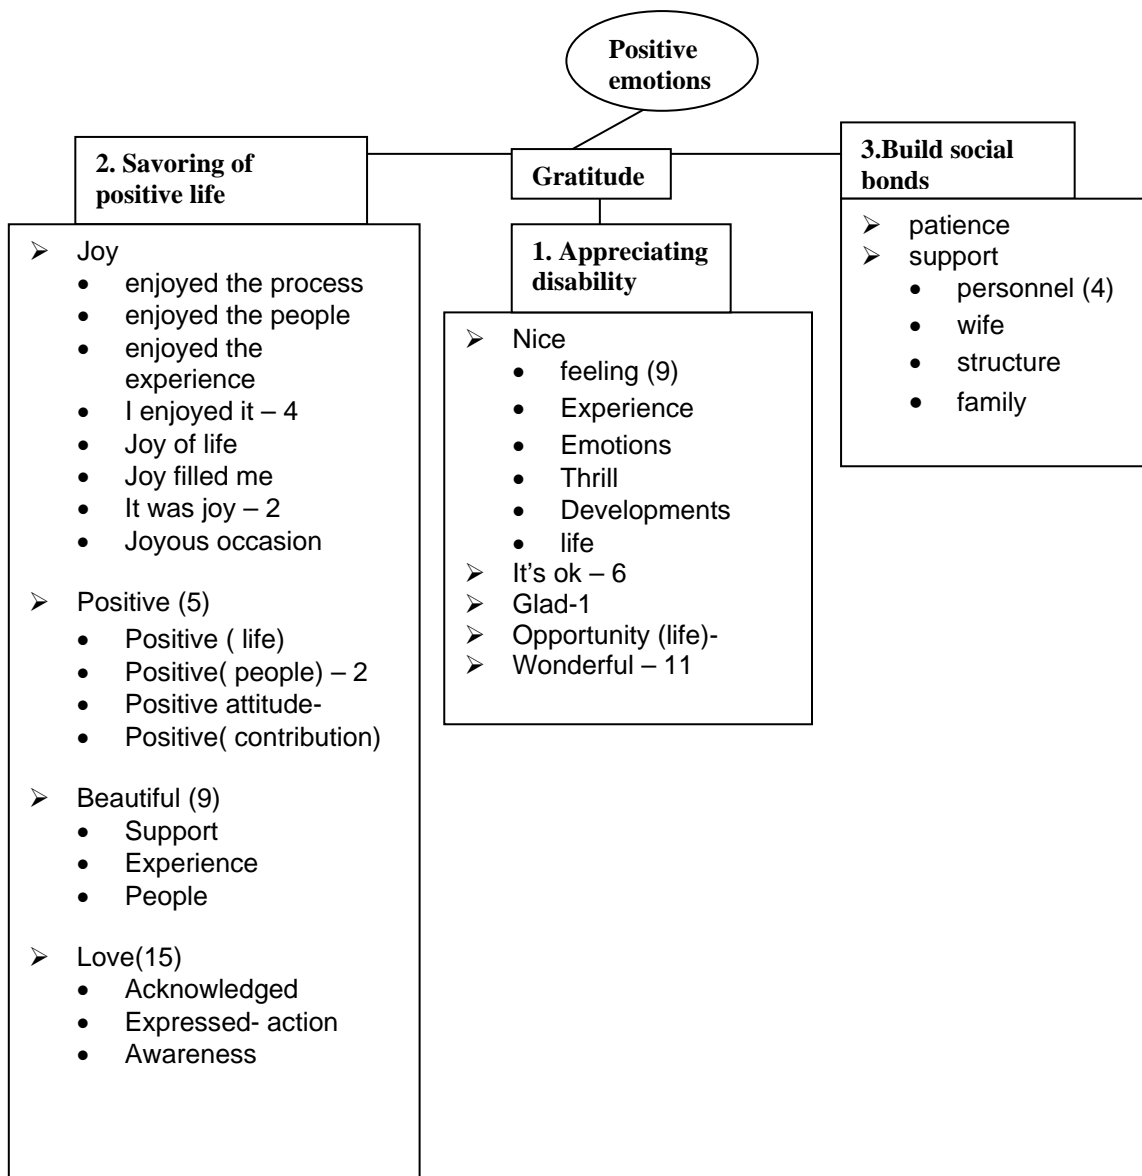 Positive
emotions
2. Savoring of
positive life
Gratitude
3.Build social
bonds
➢ Joy
• enjoyed the process
• enjoyed the people
• enjoyed the
experience
• I enjoyed it – 4
• Joy of life
• Joy filled me
• It was joy – 2
• Joyous occasion
➢ Positive (5)
• Positive ( life)
• Positive( people) – 2
• Positive attitude-
• Positive( contribution)
➢ Beautiful (9)
• Support
• Experience
• People
➢ Love(15)
• Acknowledged
• Expressed- action
• Awareness
1. Appreciating
disability
➢ Nice
• feeling (9)
• Experience
• Emotions
• Thrill
• Developments
• life
➢ It’s ok – 6
➢ Glad-1
➢ Opportunity (life)-
➢ Wonderful – 11
➢ patience
➢ support
• personnel (4)
• wife
• structure
• family